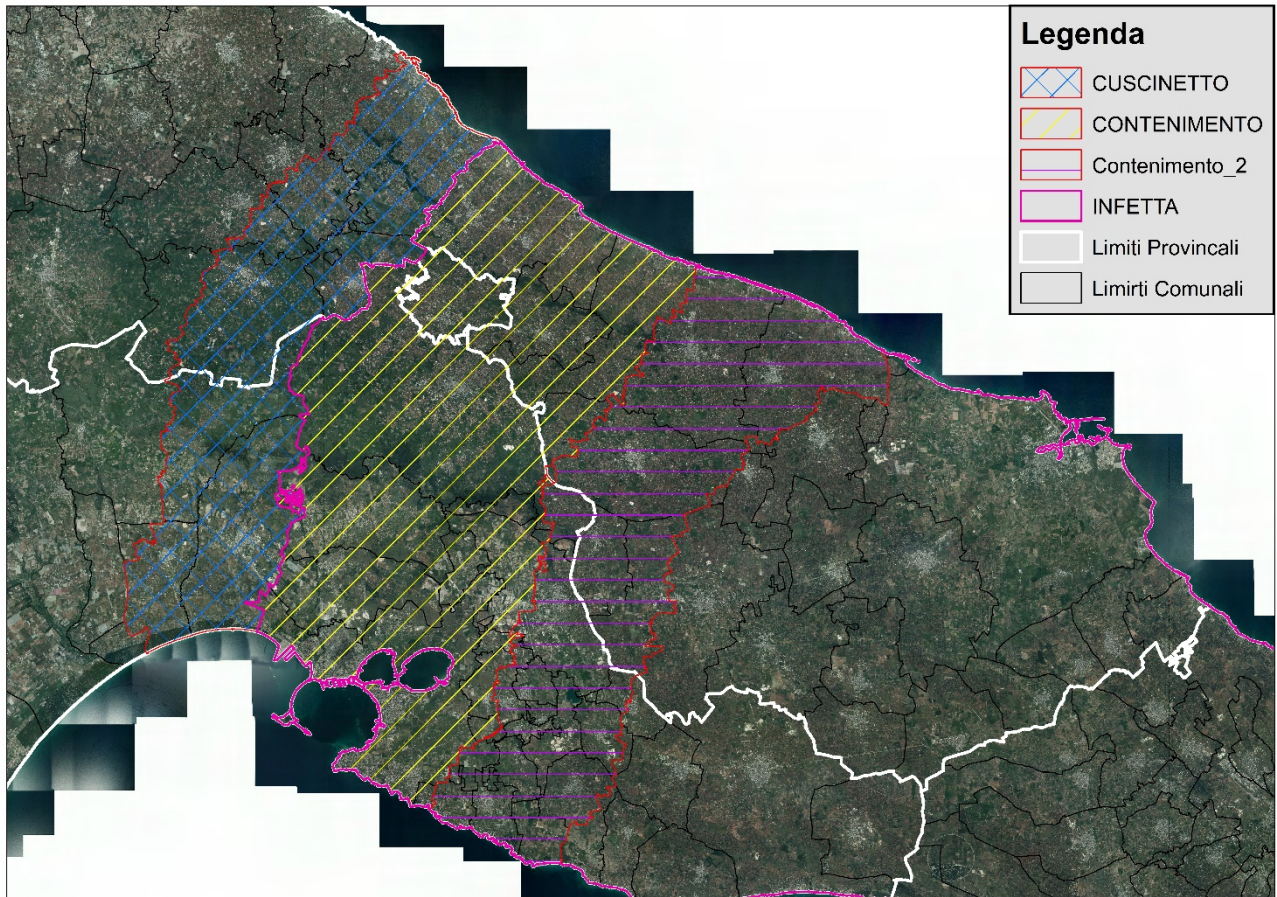 Legenda
CUSCINETTO
CONTENIMENTO
Contenimento_2
INFETTA
Limiti Provincali
Limirti Comunali